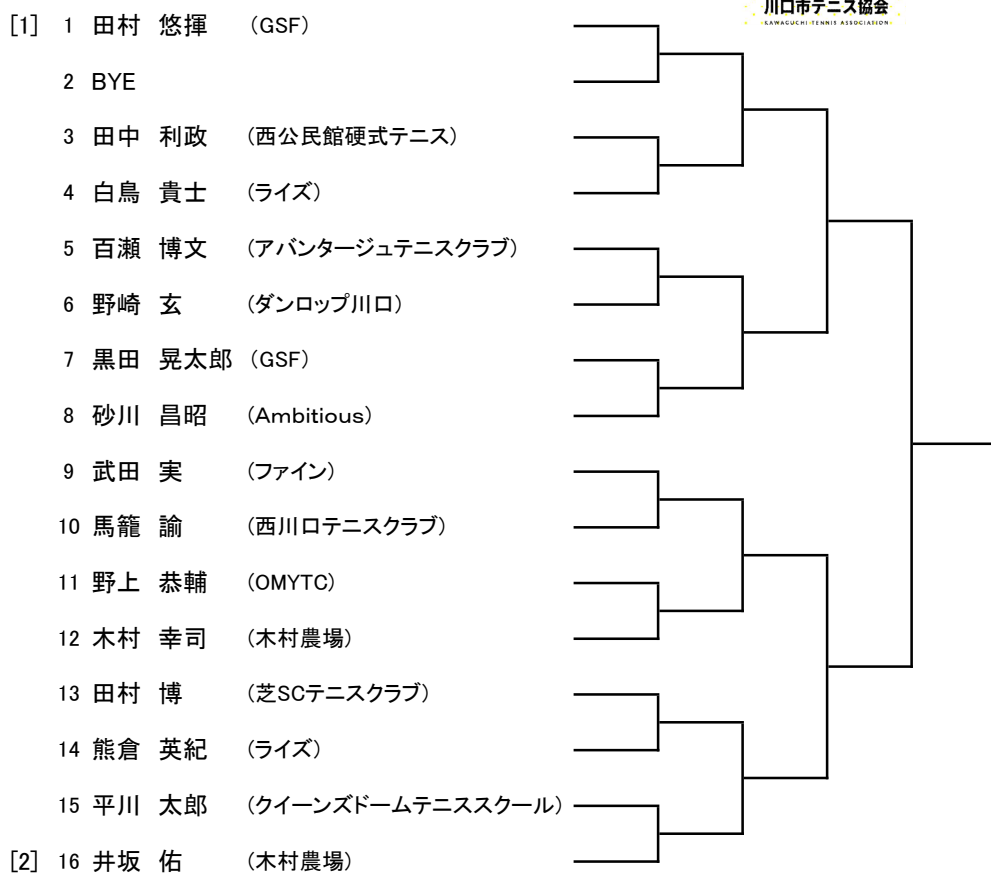 川口市テニス協会
KAWAGUCHI TENNIS ASSOCIATION
[1] 1 田村 悠揮 (GSF)
2 BYE
3 田中 利政 (西公民館硬式テニス)
4 白鳥 貴士 (ライズ)
5 百瀬 博文 (アバンタージュテニスクラブ)
6 野崎 玄 (ダンロップ川口)
7 黒田 晃太郎 (GSF)
8 砂川 昌昭 (Ambitious)
9 武田 実 (ファイン)
10 馬籠 諭 (西川口テニスクラブ)
11 野上 恭輔 (OMYTC)
12 木村 幸司 (木村農場)
13 田村 博 (芝SCテニスクラブ)
14 熊倉 英紀 (ライズ)
15 平川 太郎 (クイーンズドームテニススクール)
[2] 16 井坂 佑 (木村農場)